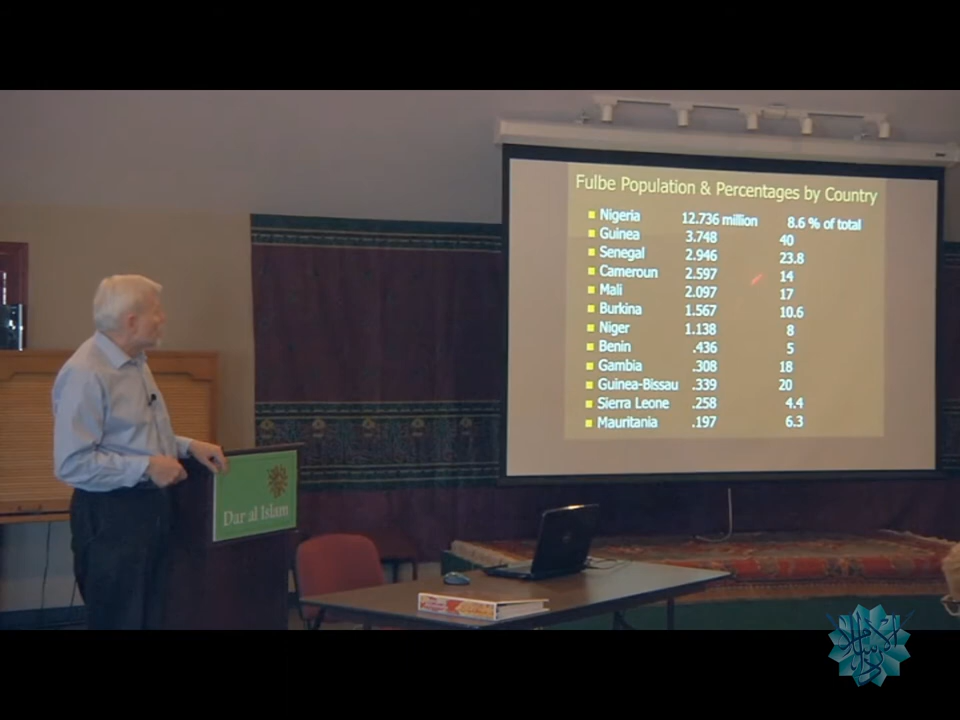 Fulbe Population & Percentages by Country
Nigeria 12.736 million 8.6 % of total
Guinea 3.748 40
Senegal 2.946 23.8
Cameroun 2.597 14
Mali 2.097 17
Burkina 1.567 10.6
Niger 1.138 8
Benin .436 5
Gambia .308 18
Guinea-Bissau .339 20
Sierra Leone .258 4.4
Mauritania .197 6.3
Dar al Islam